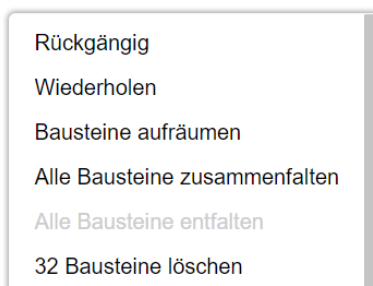 Rückgängig
Wiederholen
Bausteine aufräumen
Alle Bausteine zusammenfalten
Alle Bausteine entfalten
32 Bausteine löschen